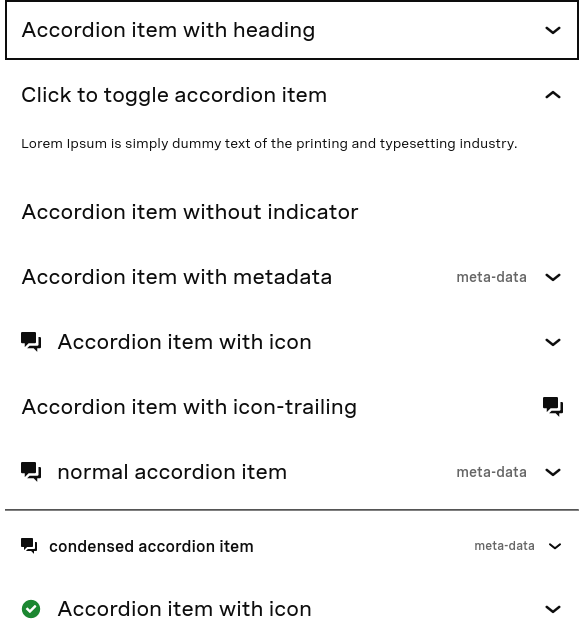 Accordion item with heading
Click to toggle accordion item
Lorem Ipsum is simply dummy text of the printing and typesetting industry.
Accordion item without indicator
Accordion item with metadata meta-data
Accordion item with icon
Accordion item with icon-trailing
normal accordion item meta-data
condensed accordion item meta-data
Accordion item with icon